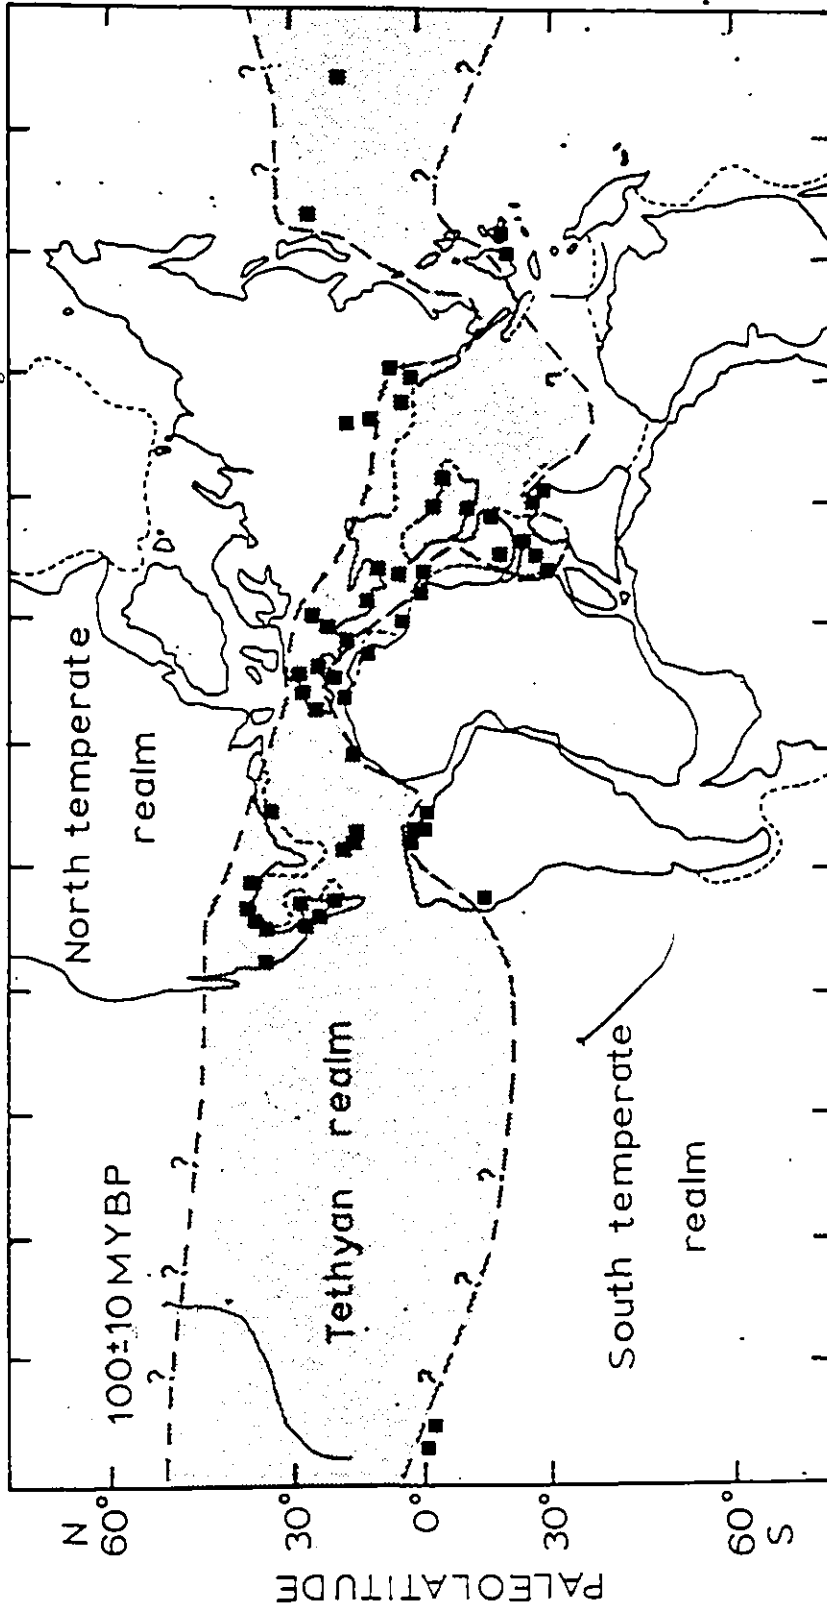 100±10 MYBP
North temperate
realm
Tethyan realm
South temperate
realm
PALEOLATITUDE
N
60°
30°
0°
30°
60°
S
?
?
?
?
?
?
?
?
?
?
?